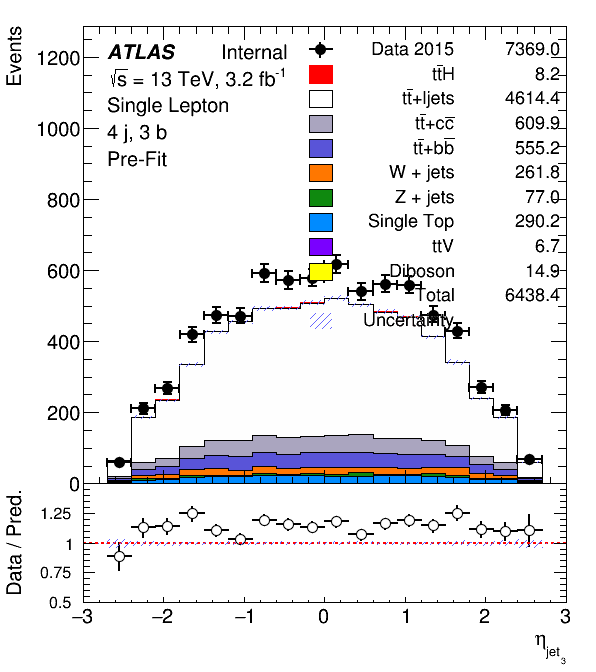 Events
ATLAS Internal
√s = 13 TeV, 3.2 fb⁻¹
Single Lepton
4 j, 3 b
Pre-Fit
Data 2015 7369.0
tt̄H 8.2
tt̄+ljets 4614.4
tt̄+cc̄ 609.9
tt̄+bb̄ 555.2
W + jets 261.8
Z + jets 77.0
Single Top 290.2
ttV 6.7
Diboson 14.9
Total 6438.4
Uncertainty
1200
1000
800
600
400
200
0
Data / Pred.
1.25
1
0.75
0.5
−3 −2 −1 0 1 2 3
η_jet_3